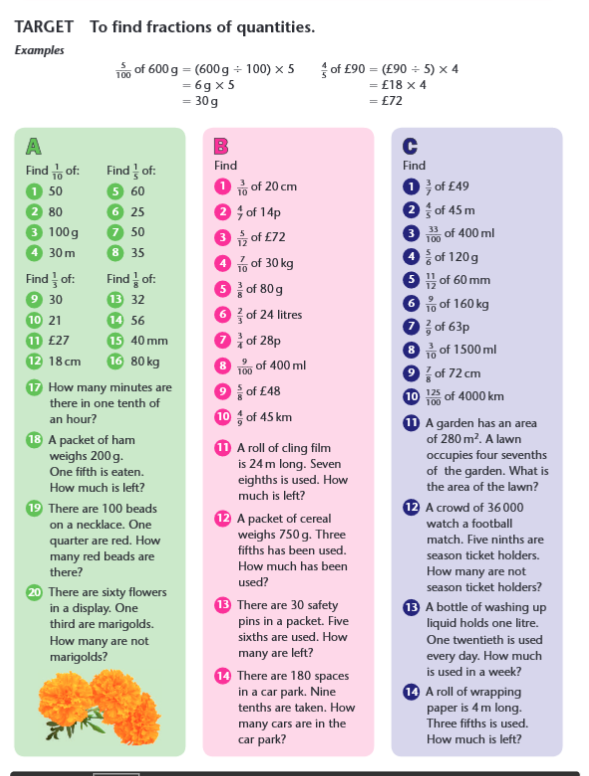 TARGET To find fractions of quantities.
Examples
5/100 of 600 g = (600 g ÷ 100) × 5
= 6 g × 5
= 30 g
4/5 of £90 = (£90 ÷ 5) × 4
= £18 × 4
= £72
A
Find 1/10 of:
1 50
2 80
3 100 g
4 30 m
Find 1/5 of:
5 60
6 25
7 50
8 35
Find 1/3 of:
9 30
10 21
11 £27
12 18 cm
Find 1/8 of:
13 32
14 56
15 40 mm
16 80 kg
17 How many minutes are
there in one tenth of
an hour?
18 A packet of ham
weighs 200 g.
One fifth is eaten.
How much is left?
19 There are 100 beads
on a necklace. One
quarter are red. How
many red beads are
there?
20 There are sixty flowers
in a display. One
third are marigolds.
How many are not
marigolds?
B
Find
1 3/10 of 20 cm
2 4/7 of 14p
3 5/12 of £72
4 7/10 of 30 kg
5 3/8 of 80 g
6 2/3 of 24 litres
7 3/4 of 28p
8 9/100 of 400 ml
9 5/8 of £48
10 4/9 of 45 km
11 A roll of cling film
is 24 m long. Seven
eighths is used. How
much is left?
12 A packet of cereal
weighs 750 g. Three
fifths has been used.
How much has been
used?
13 There are 30 safety
pins in a packet. Five
sixths are used. How
many are left?
14 There are 180 spaces
in a car park. Nine
tenths are taken. How
many cars are in the
car park?
C
Find
1 3/7 of £49
2 4/5 of 45 m
3 33/100 of 400 ml
4 5/6 of 120 g
5 11/12 of 60 mm
6 9/10 of 160 kg
7 2/9 of 63p
8 3/10 of 1500 ml
9 7/8 of 72 cm
10 125/100 of 4000 km
11 A garden has an area
of 280 m². A lawn
occupies four sevenths
of the garden. What is
the area of the lawn?
12 A crowd of 36 000
watch a football
match. Five ninths are
season ticket holders.
How many are not
season ticket holders?
13 A bottle of washing up
liquid holds one litre.
One twentieth is used
every day. How much
is used in a week?
14 A roll of wrapping
paper is 4 m long.
Three fifths is used.
How much is left?